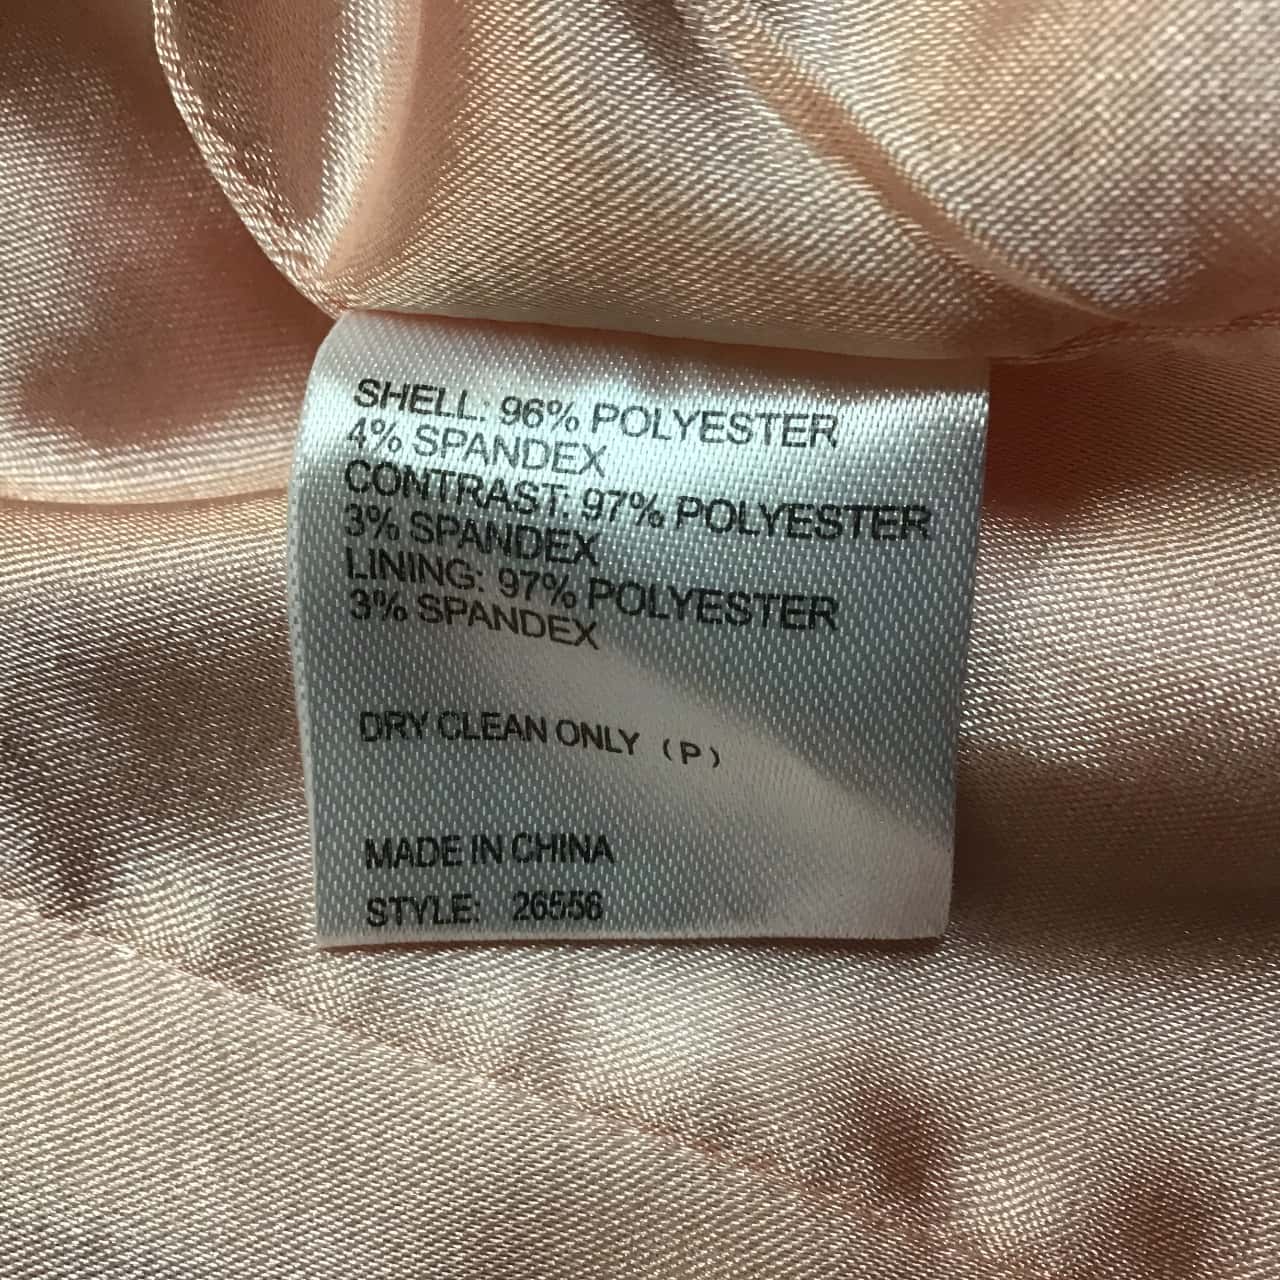 SHELL: 96% POLYESTER
4% SPANDEX
CONTRAST: 97% POLYESTER
3% SPANDEX
LINING: 97% POLYESTER
3% SPANDEX
DRY CLEAN ONLY (P)
MADE IN CHINA
STYLE: 26556